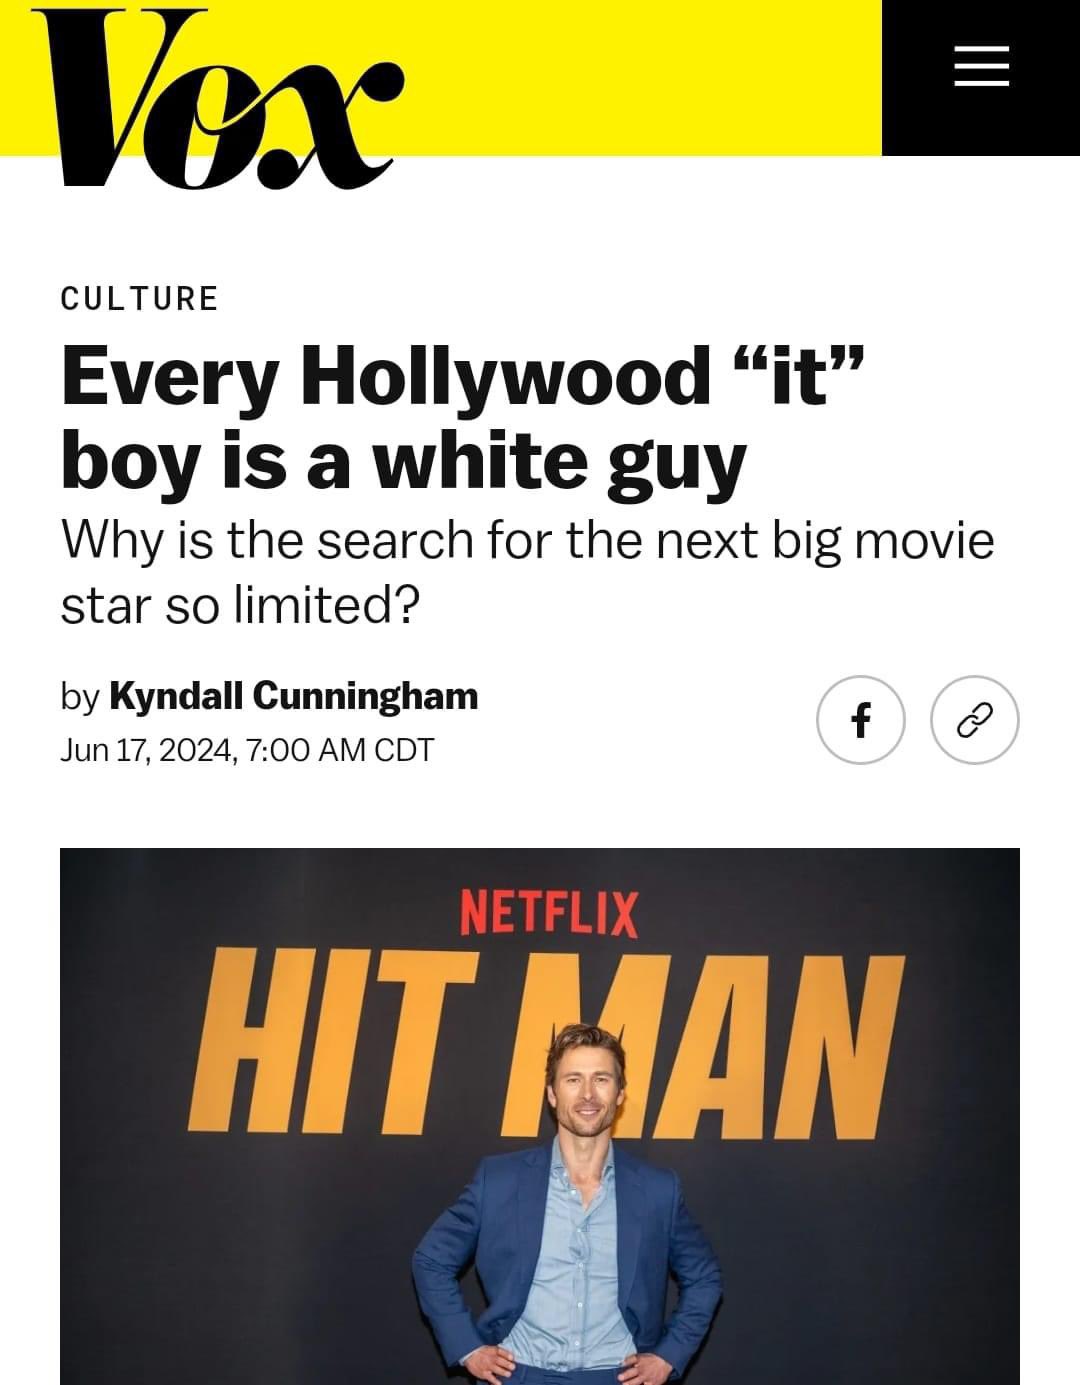 Vox
CULTURE
Every Hollywood “it”
boy is a white guy
Why is the search for the next big movie
star so limited?
by Kyndall Cunningham
Jun 17, 2024, 7:00 AM CDT
NETFLIX
HIT MAN